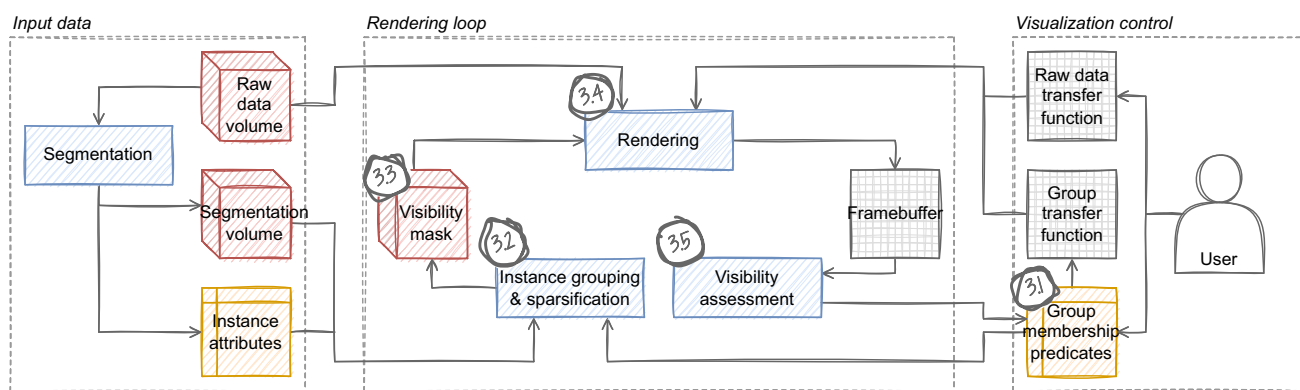 Input data
Rendering loop
Visualization control
Raw
data
volume
Segmentation
Segmentation
volume
Instance
attributes
3.4
Rendering
3.3
Visibility
mask
3.2
Instance grouping
& sparsification
3.5
Visibility
assessment
Framebuffer
Raw data
transfer
function
Group
transfer
function
3.1
Group
membership
predicates
User